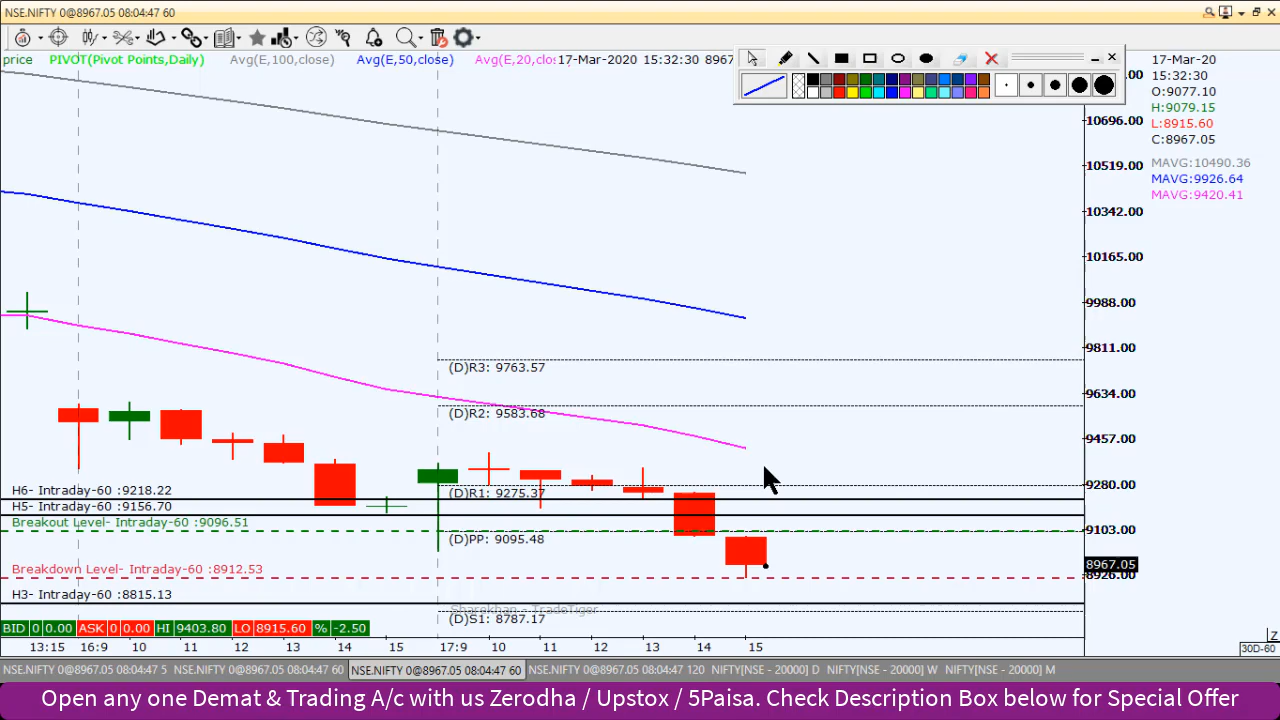 NSE.NIFTY 0@8967.05 08:04:47 60
price PIVOT(Pivot Points,Daily) Avg(E,100,close) Avg(E,50,close) Avg(E,20,clo: 17-Mar-2020 15:32:30 8967
17-Mar-20
15:32:30
O:9077.10
H:9079.15
L:8915.60
C:8967.05
MAVG:10490.36
MAVG:9926.64
MAVG:9420.41
10696.00
10519.00
10342.00
10165.00
9988.00
9811.00
9634.00
9457.00
9280.00
9103.00
8967.05
8926.00
(D)R3: 9763.57
(D)R2: 9583.68
H6- Intraday-60 :9218.22
(D)R1: 9275.37
H5- Intraday-60 :9156.70
Breakout Level- Intraday-60 :9096.51
(D)PP: 9095.48
Breakdown Level- Intraday-60 :8912.53
H3- Intraday-60 :8815.13
Sharekhan - TradeTiger
(D)S1: 8787.17
BID 0 0.00 ASK 0 0.00 HI 9403.80 LO 8915.60 % -2.50
13:15 16:9 10 11 12 13 14 15 17:9 10 11 12 13 14 15
Z
30D-60
NSE.NIFTY 0@8967.05 08:04:47 5 NSE.NIFTY 0@8967.05 08:04:47 60 NSE.NIFTY 0@8967.05 08:04:47 60 NSE.NIFTY 0@8967.05 08:04:47 120 NIFTY[NSE - 20000] D NIFTY[NSE - 20000] W NIFTY[NSE - 20000] M
Open any one Demat & Trading A/c with us Zerodha / Upstox / 5Paisa. Check Description Box below for Special Offer